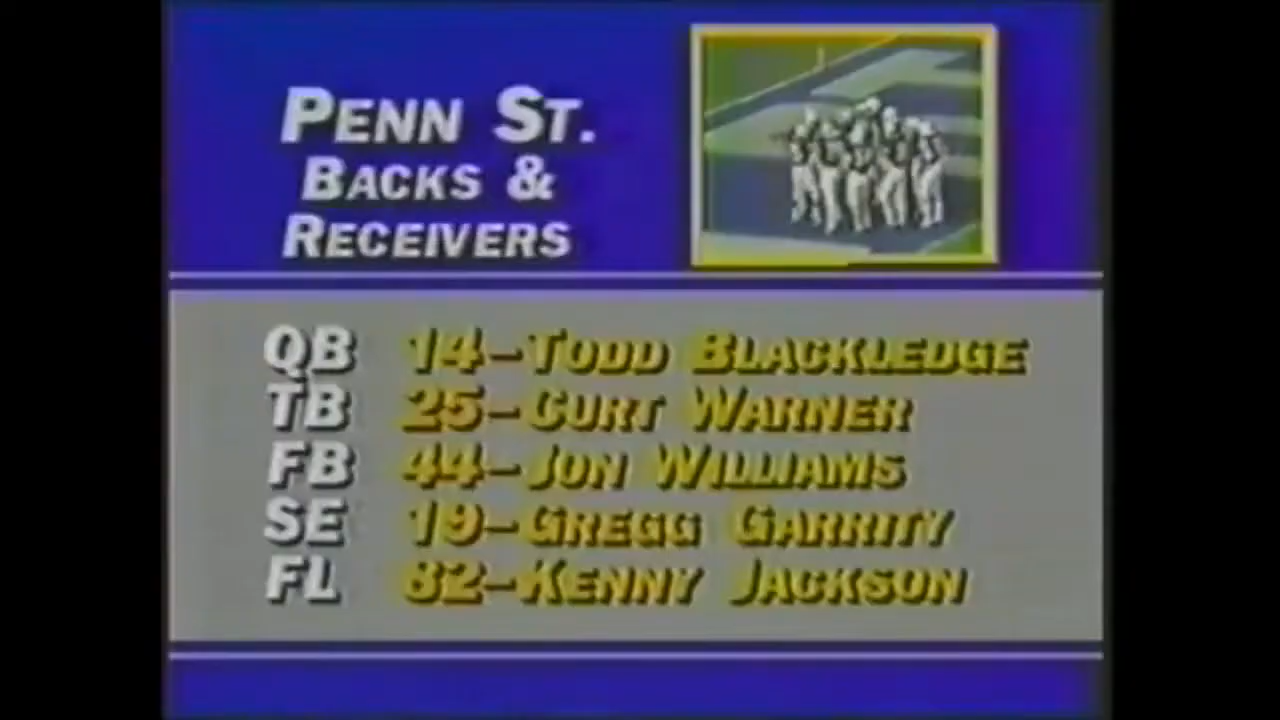 PENN ST.
BACKS &
RECEIVERS
QB 14–TODD BLACKLEDGE
TB 25–CURT WARNER
FB 44–JON WILLIAMS
SE 19–GREGG GARRITY
FL 82–KENNY JACKSON